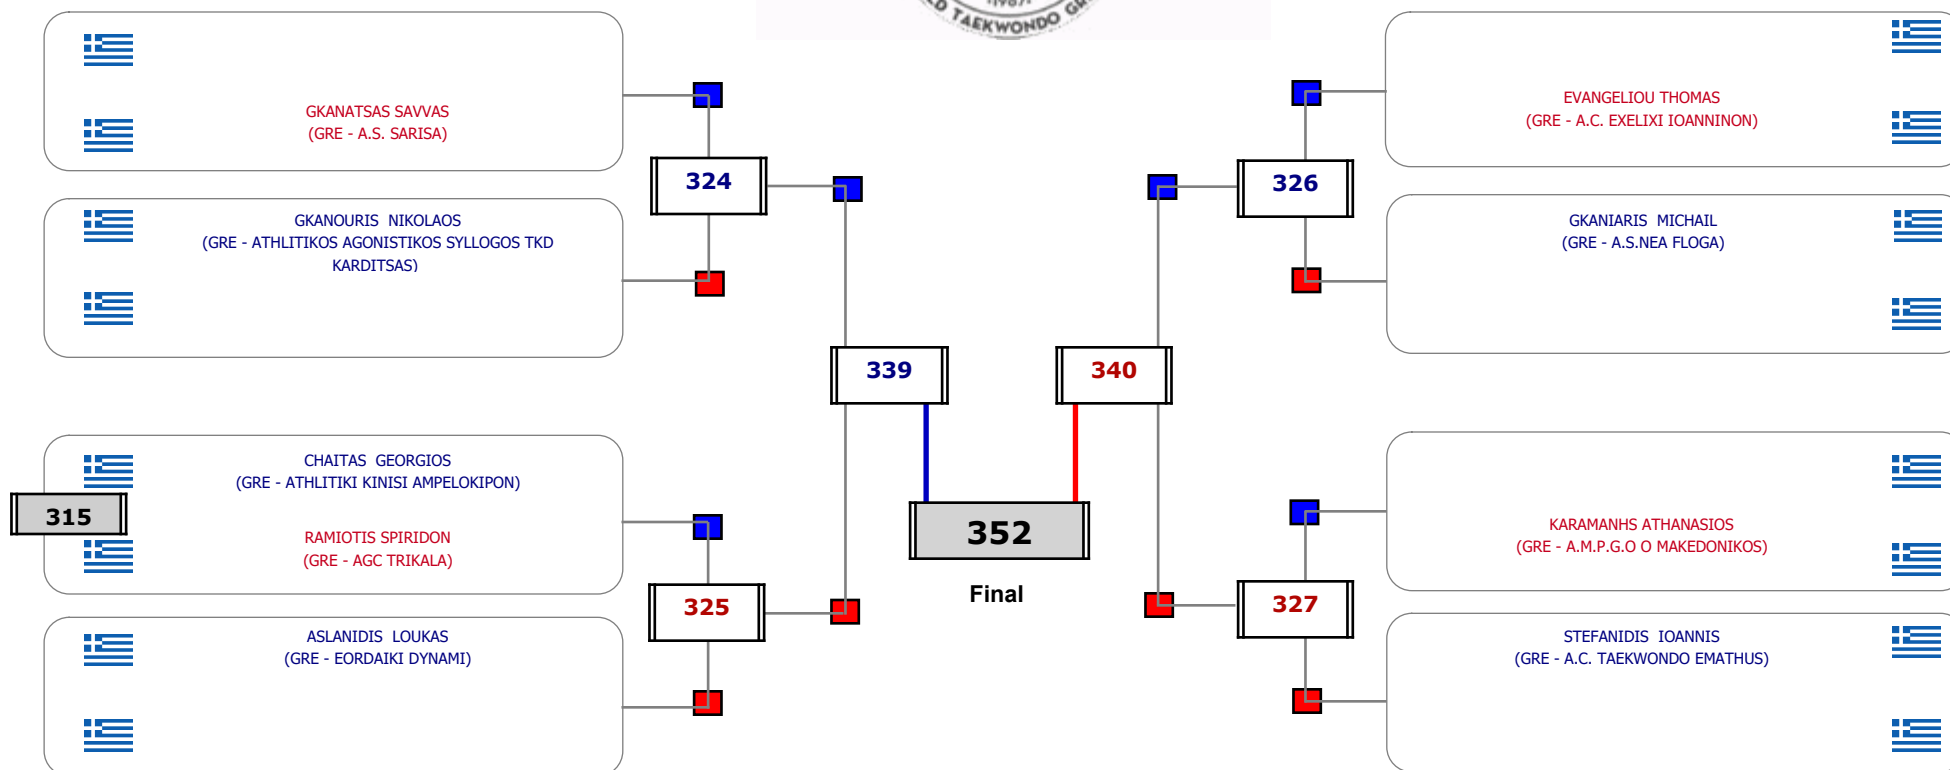 TAEKWONDO
GKANATSAS SAVVAS
(GRE - A.S. SARISA)
324
GKANOURIS NIKOLAOS
(GRE - ATHLITIKOS AGONISTIKOS SYLLOGOS TKD
KARDITSAS)
339
CHAITAS GEORGIOS
(GRE - ATHLITIKI KINISI AMPELOKIPON)
315
RAMIOTIS SPIRIDON
(GRE - AGC TRIKALA)
325
ASLANIDIS LOUKAS
(GRE - EORDAIKI DYNAMI)
352
Final
EVANGELIOU THOMAS
(GRE - A.C. EXELIXI IOANNINON)
326
GKANIARIS MICHAIL
(GRE - A.S.NEA FLOGA)
340
KARAMANHS ATHANASIOS
(GRE - A.M.P.G.O O MAKEDONIKOS)
327
STEFANIDIS IOANNIS
(GRE - A.C. TAEKWONDO EMATHUS)